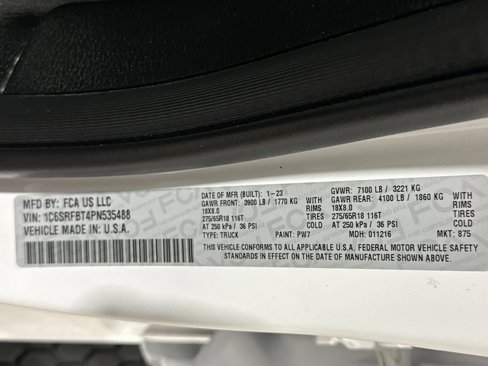 MFD BY: FCA US LLC
VIN: 1C6SRFBT4PN535488
VEHICLE MADE IN: U.S.A.
DATE OF MFR (BUILT): 1-23 GVWR: 7100 LB / 3221 KG
GAWR FRONT: 3900 LB / 1770 KG WITH GAWR REAR: 4100 LB / 1860 KG WITH
18X8.0 RIMS 18X8.0 RIMS
275/65R18 116T TIRES 275/65R18 116T TIRES
AT 250 kPa / 36 PSI COLD AT 250 kPa / 36 PSI COLD
TYPE: TRUCK PAINT: PW7 MDH: 011216 MKT: 875
THIS VEHICLE CONFORMS TO ALL APPLICABLE U.S.A. FEDERAL MOTOR VEHICLE SAFETY
STANDARDS IN EFFECT ON THE DATE OF MANUFACTURE SHOWN ABOVE.